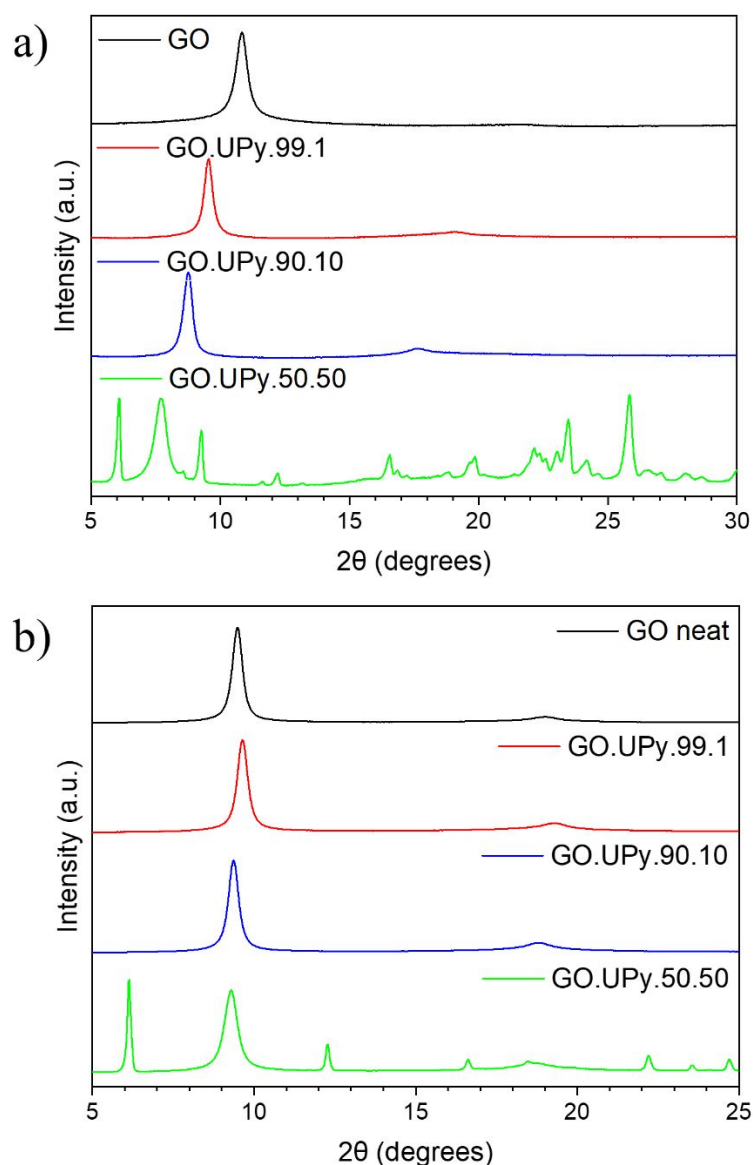 a)
GO
GO.UPy.99.1
GO.UPy.90.10
GO.UPy.50.50
Intensity (a.u.)
5 10 15 20 25 30
2θ (degrees)
b)
GO neat
GO.UPy.99.1
GO.UPy.90.10
GO.UPy.50.50
Intensity (a.u.)
5 10 15 20 25
2θ (degrees)